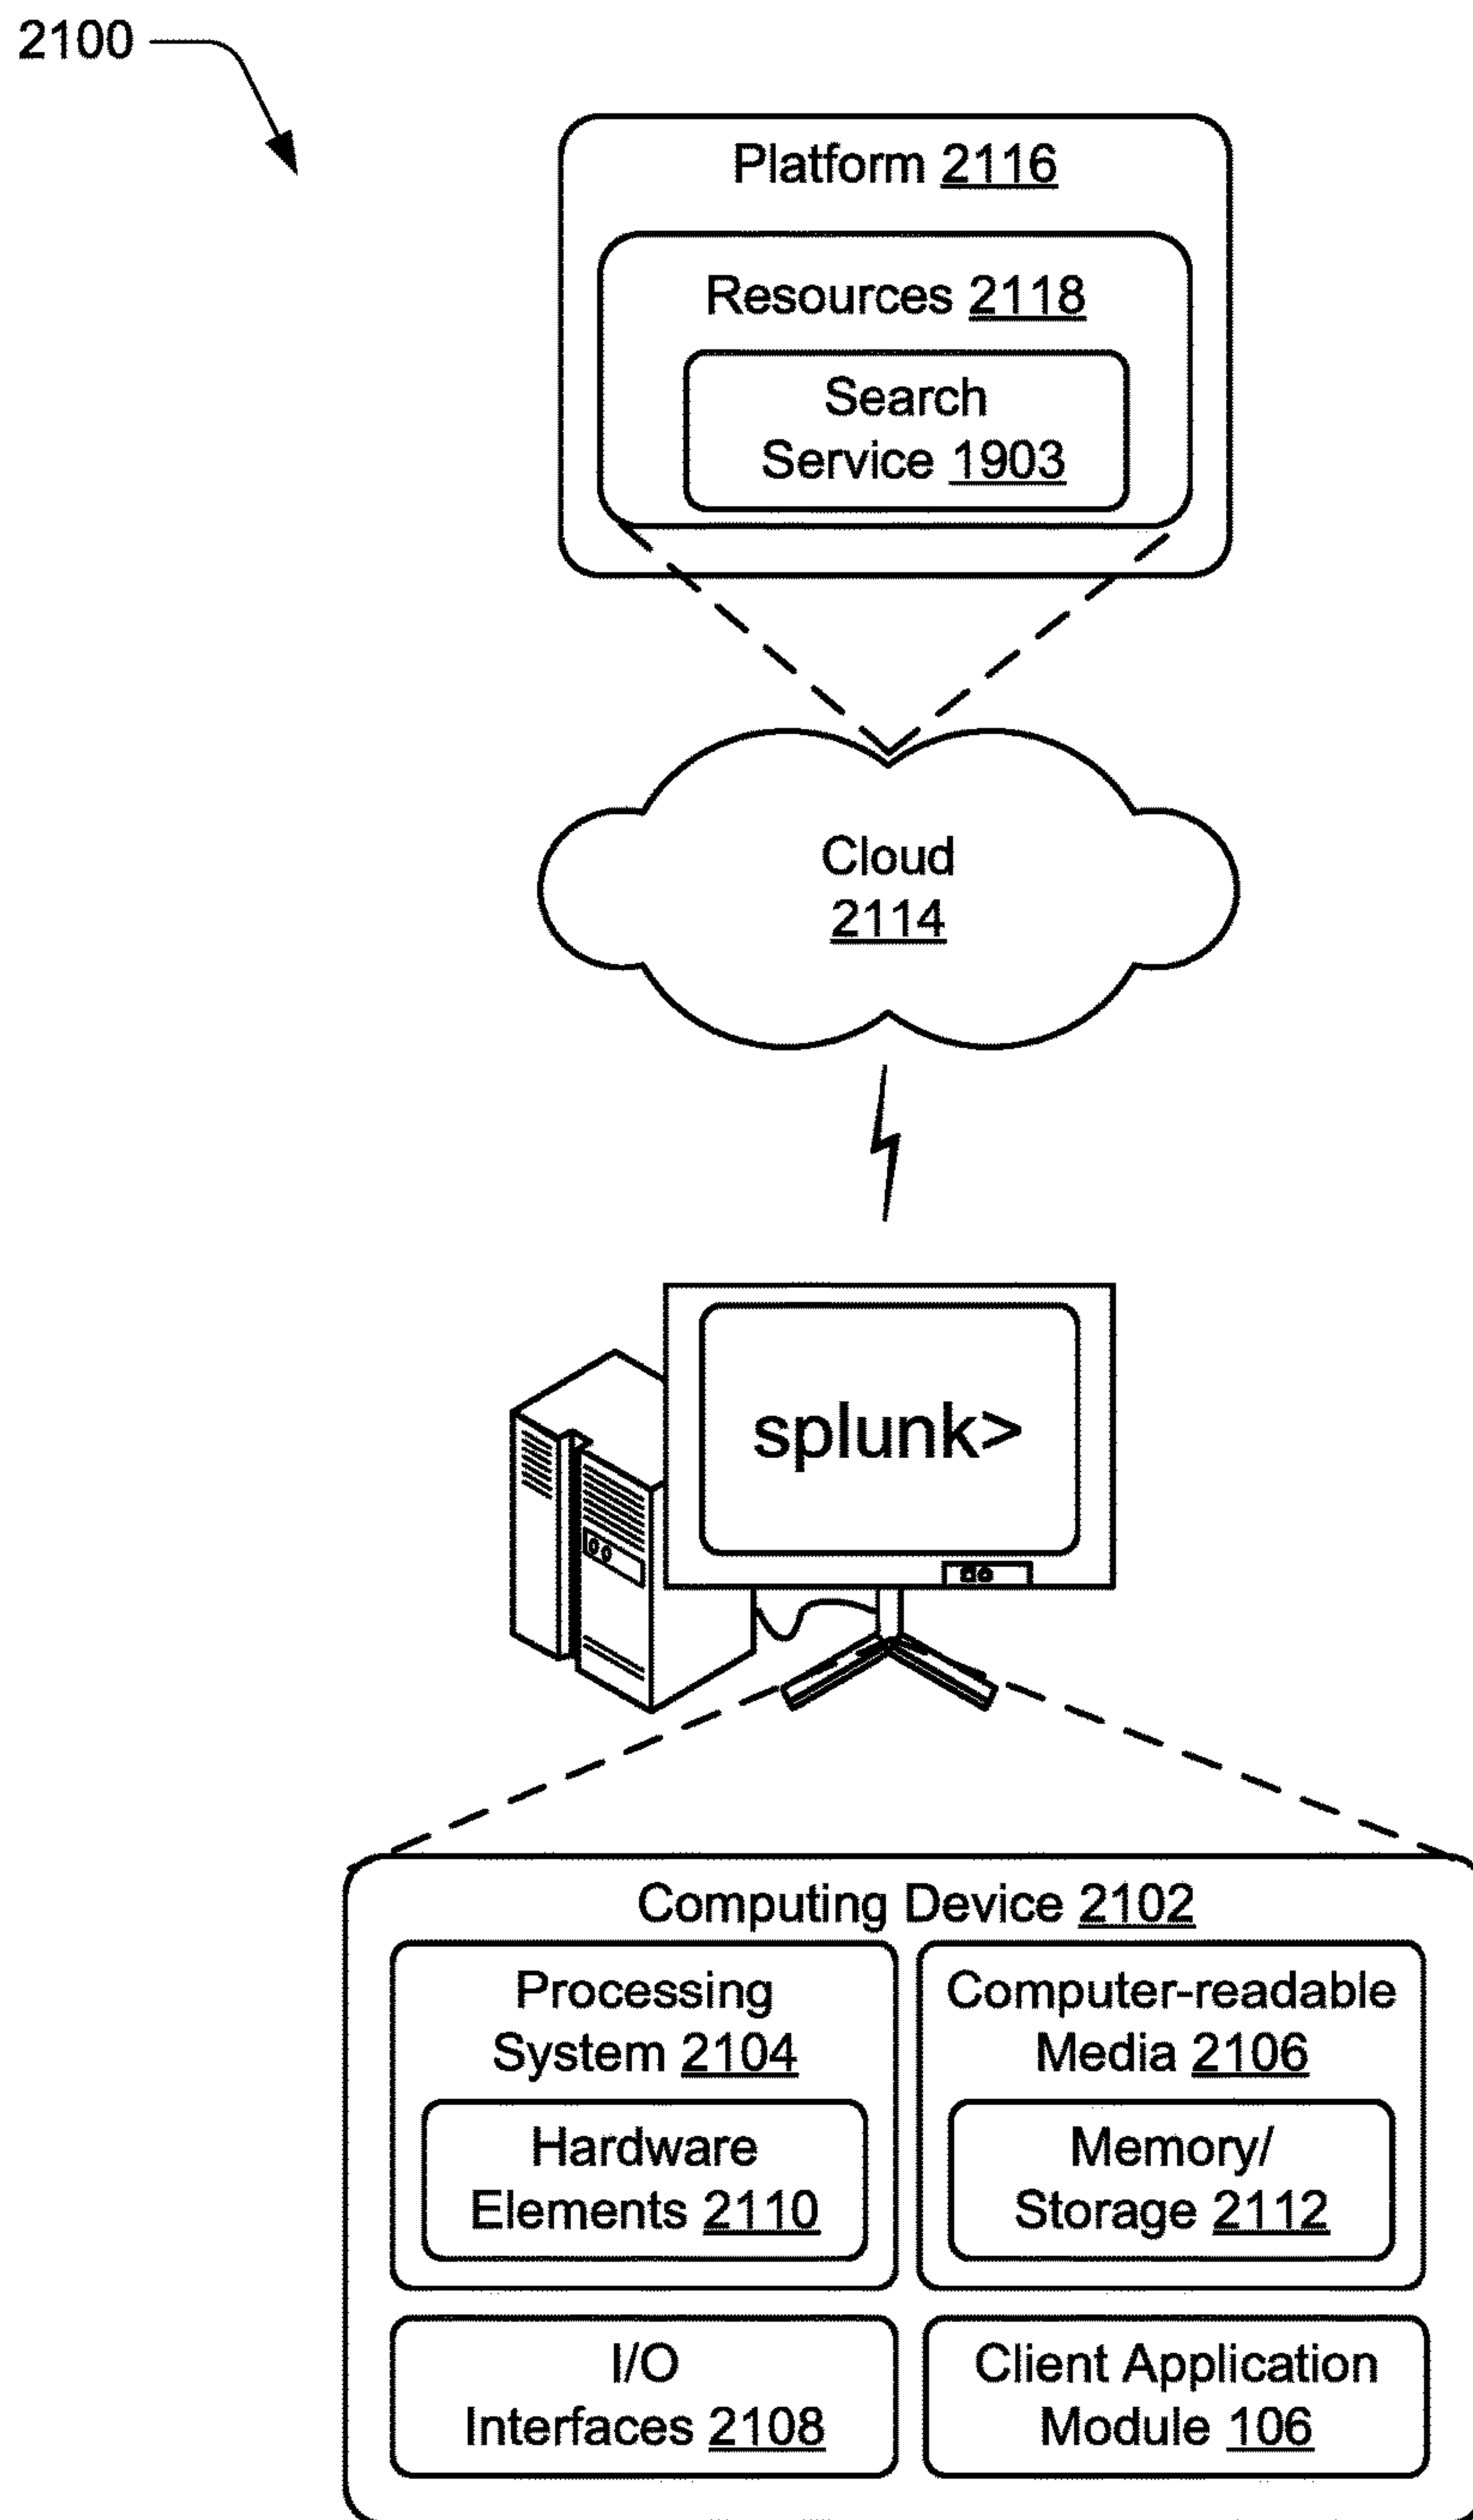 2100
Platform 2116
Resources 2118
Search
Service 1903
Cloud
2114
splunk>
Computing Device 2102
Processing
System 2104
Hardware
Elements 2110
Computer-readable
Media 2106
Memory/
Storage 2112
I/O
Interfaces 2108
Client Application
Module 106